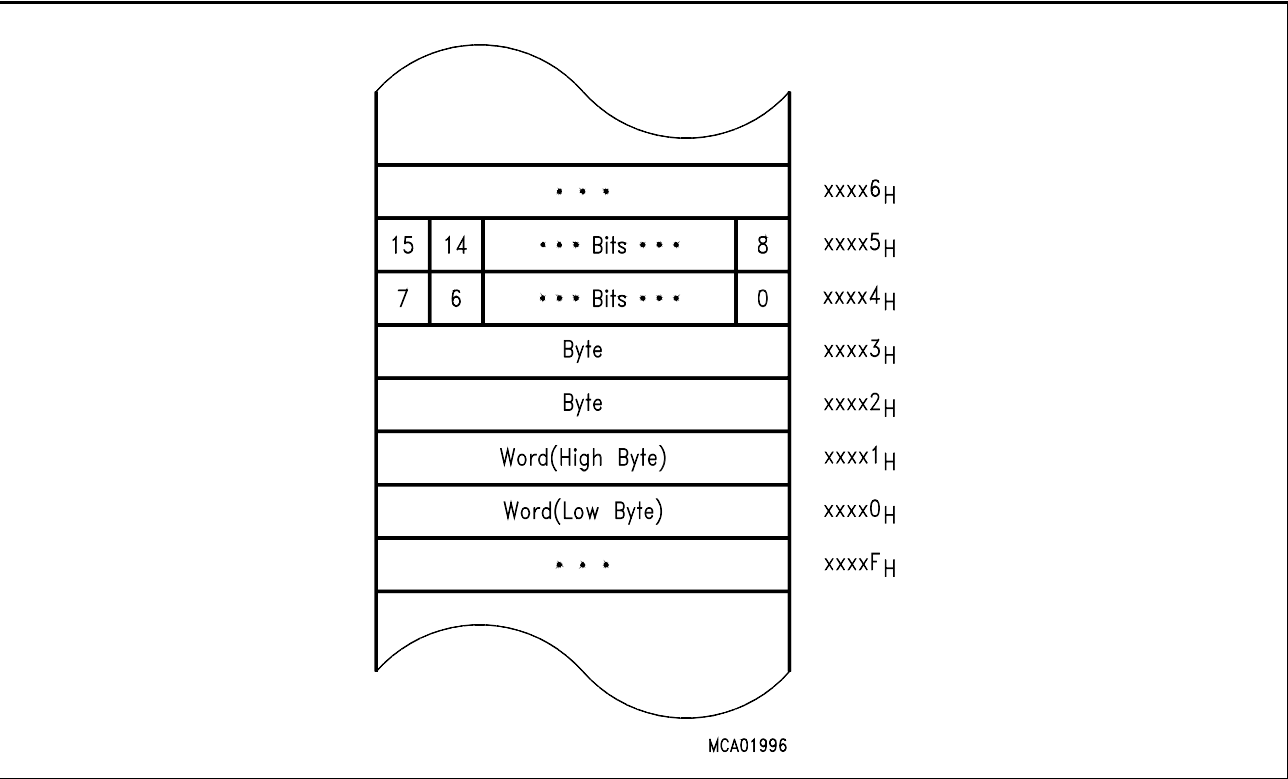 • • • xxxx6H
15 14 • • • Bits • • • 8 xxxx5H
7 6 • • • Bits • • • 0 xxxx4H
Byte xxxx3H
Byte xxxx2H
Word(High Byte) xxxx1H
Word(Low Byte) xxxx0H
• • • xxxxFH
MCA01996